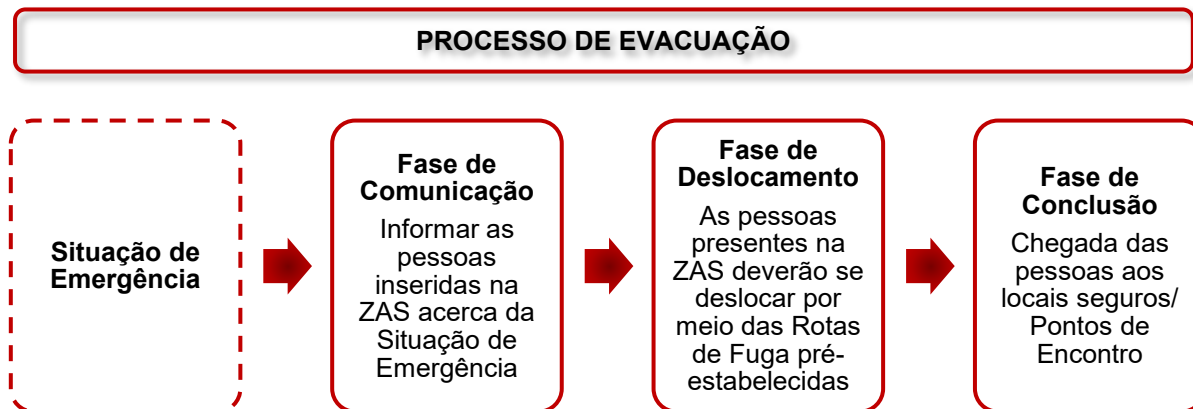 PROCESSO DE EVACUAÇÃO
Situação de
Emergência
Fase de
Comunicação
Informar as
pessoas
inseridas na
ZAS acerca da
Situação de
Emergência
Fase de
Deslocamento
As pessoas
presentes na
ZAS deverão se
deslocar por
meio das Rotas
de Fuga pré-
estabelecidas
Fase de
Conclusão
Chegada das
pessoas aos
locais seguros/
Pontos de
Encontro